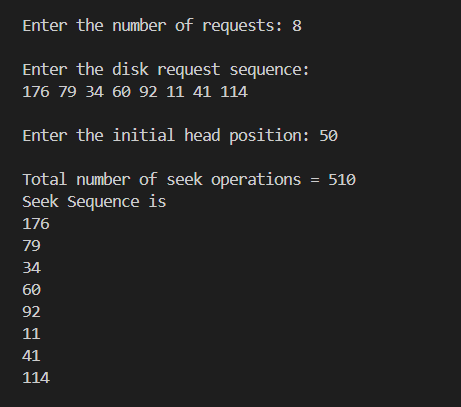 Enter the number of requests: 8
Enter the disk request sequence:
176 79 34 60 92 11 41 114
Enter the initial head position: 50
Total number of seek operations = 510
Seek Sequence is
176
79
34
60
92
11
41
114